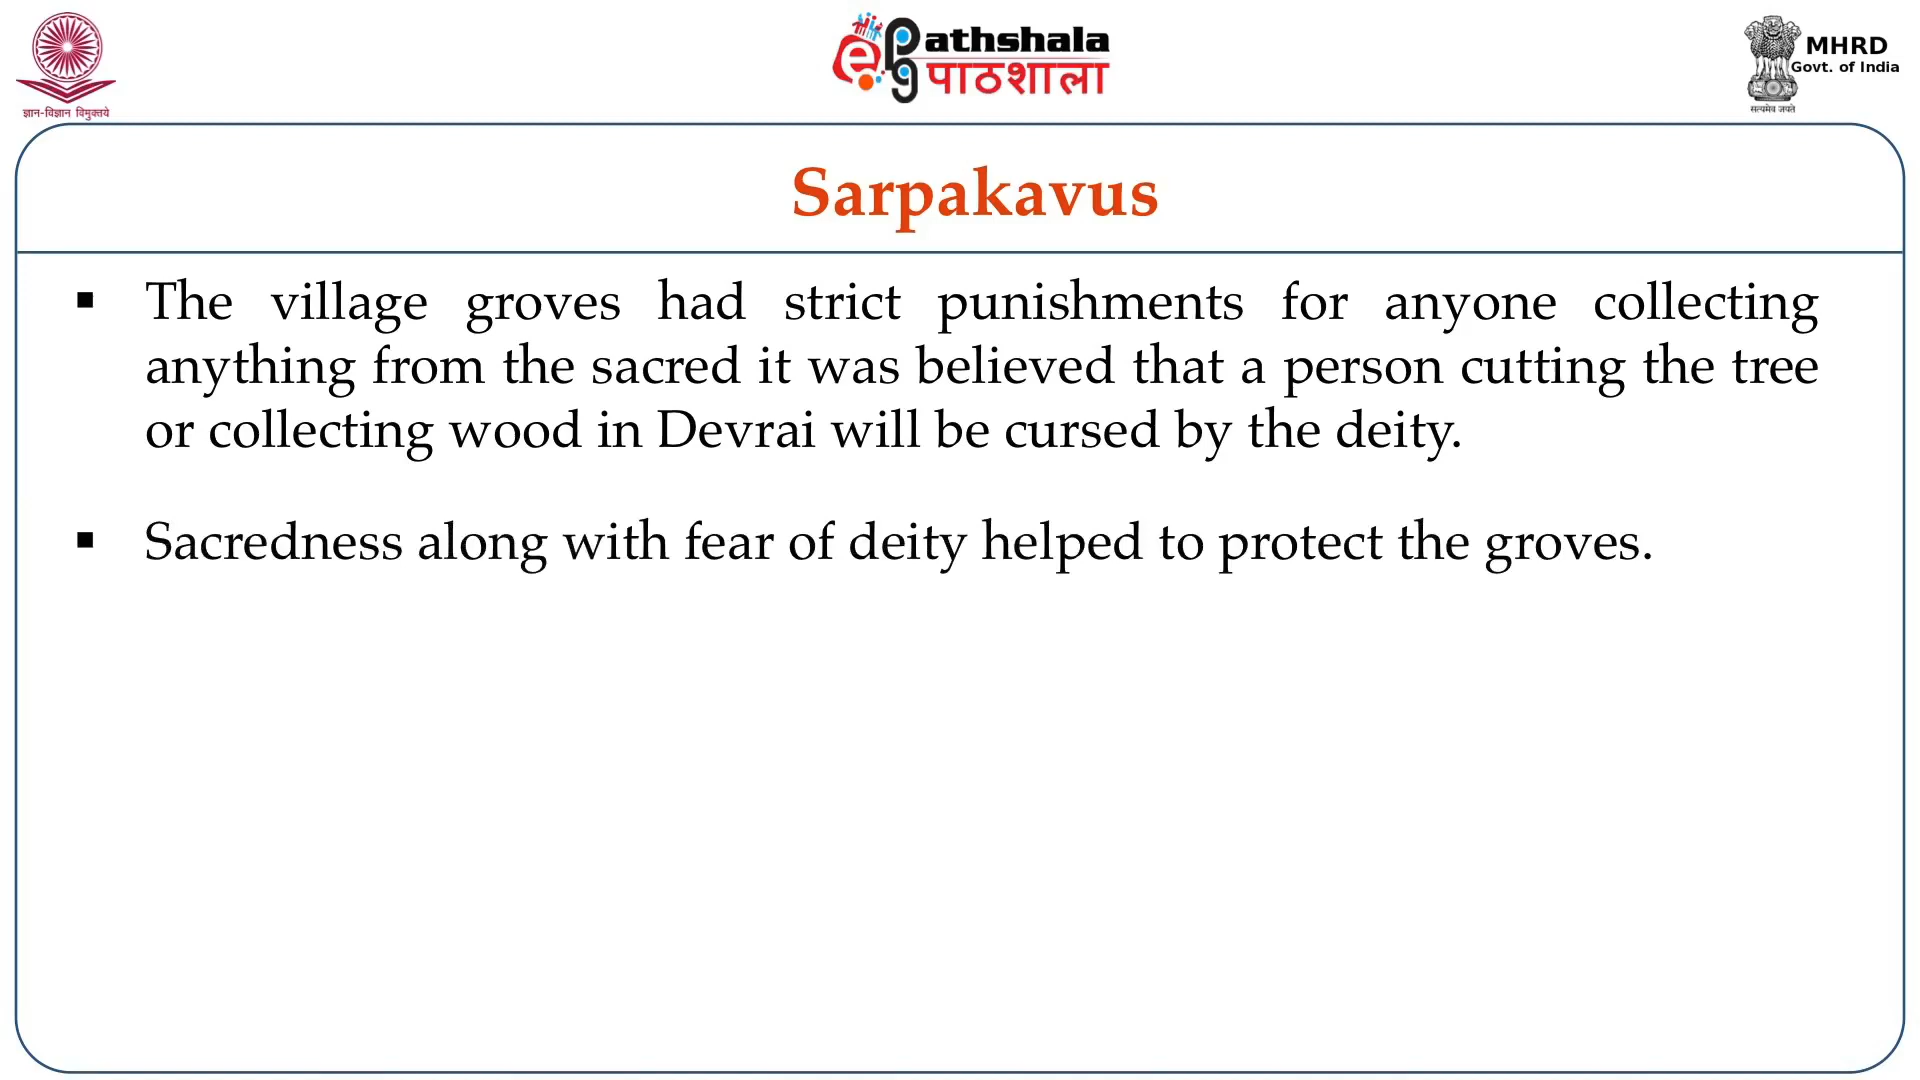 ज्ञान-विज्ञान विमुक्तये
ePg Pathshala
पाठशाला
MHRD
Govt. of India
सत्यमेव जयते
Sarpakavus
▪ The village groves had strict punishments for anyone collecting
anything from the sacred it was believed that a person cutting the tree
or collecting wood in Devrai will be cursed by the deity.
▪ Sacredness along with fear of deity helped to protect the groves.